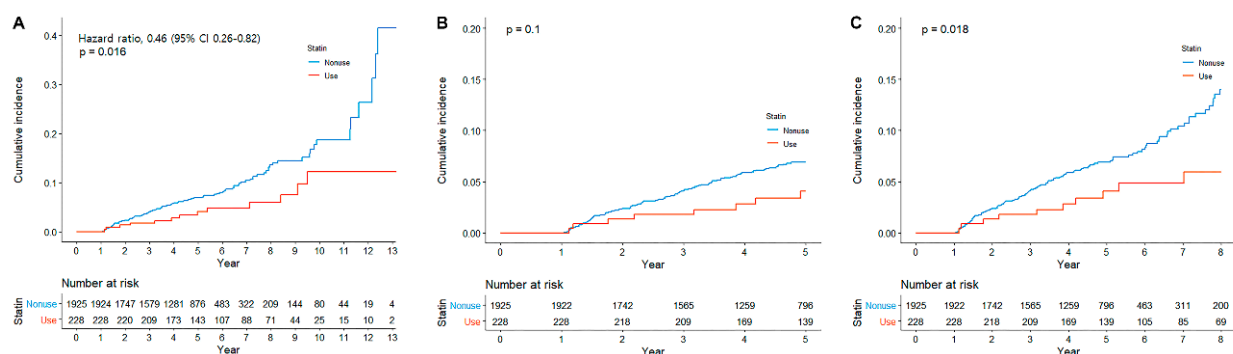 A
Hazard ratio, 0.46 (95% CI 0.26-0.82)
p = 0.016
Statin
Nonuse
Use
Cumulative incidence
0.4
0.3
0.2
0.1
0.0
0 1 2 3 4 5 6 7 8 9 10 11 12 13
Year
Number at risk
Statin
Nonuse 1925 1924 1747 1579 1281 876 483 322 209 144 80 44 19 4
Use 228 228 220 209 173 143 107 88 71 44 25 15 10 2
0 1 2 3 4 5 6 7 8 9 10 11 12 13
Year
B
p = 0.1
Statin
Nonuse
Use
Cumulative incidence
0.20
0.15
0.10
0.05
0.00
0 1 2 3 4 5
Year
Number at risk
Statin
Nonuse 1925 1922 1742 1565 1259 796
Use 228 228 218 209 169 139
0 1 2 3 4 5
Year
C
p = 0.018
Statin
Nonuse
Use
Cumulative incidence
0.20
0.15
0.10
0.05
0.00
0 1 2 3 4 5 6 7 8
Year
Number at risk
Statin
Nonuse 1925 1922 1742 1565 1259 796 463 311 200
Use 228 228 218 209 169 139 105 85 69
0 1 2 3 4 5 6 7 8
Year